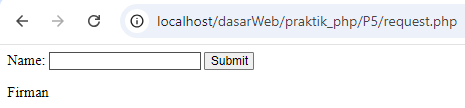 localhost/dasarWeb/praktik_php/P5/request.php
Name: Submit
Firman